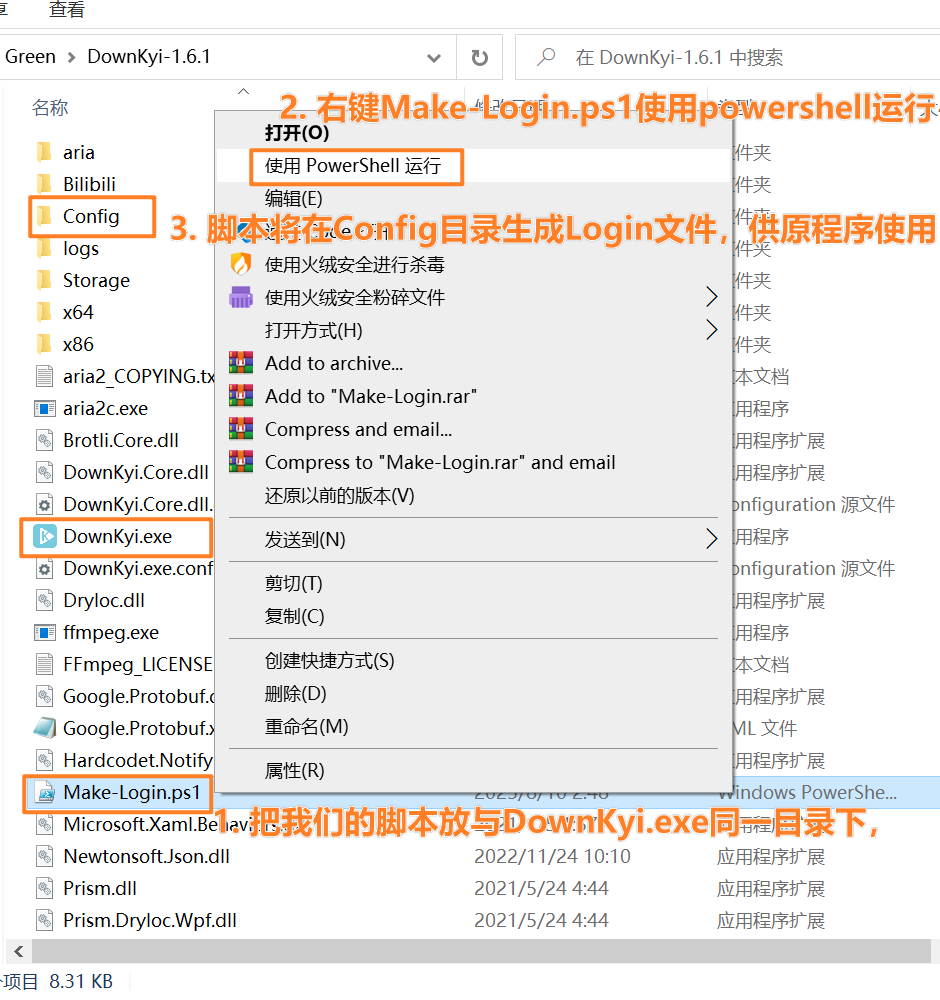 查看
Green > DownKyi-1.6.1
在 DownKyi-1.6.1 中搜索
名称
2. 右键Make-Login.ps1使用powershell运行
打开(O)
aria
件夹
使用 PowerShell 运行
Bilibili
件夹
编辑(E)
Config
3. 脚本将在Config目录生成Login文件，供原程序使用
logs
件夹
使用火绒安全进行杀毒
Storage
件夹
使用火绒安全粉碎文件
x64
件夹
打开方式(H)
x86
件夹
Add to archive...
aria2_COPYING.tx
本文档
Add to "Make-Login.rar"
aria2c.exe
用程序
Compress and email...
Brotli.Core.dll
用程序扩展
Compress to "Make-Login.rar" and email
DownKyi.Core.dll
用程序扩展
还原以前的版本(V)
DownKyi.Core.dll.
onfiguration 源文件
发送到(N)
DownKyi.exe
用程序
DownKyi.exe.conf
onfiguration 源文件
剪切(T)
Dryloc.dll
用程序扩展
复制(C)
ffmpeg.exe
用程序
创建快捷方式(S)
FFmpeg_LICENSE
本文档
删除(D)
Google.Protobuf.d
用程序扩展
重命名(M)
Google.Protobuf.x
ML 文件
Hardcodet.Notify
用程序扩展
属性(R)
Make-Login.ps1
2023/8/10 2:48
Windows PowerShe...
1. 把我们的脚本放与DownKyi.exe同一目录下，
Microsoft.Xaml.Behavi
用程序扩展
Newtonsoft.Json.dll 2022/11/24 10:10 应用程序扩展
Prism.dll 2021/5/24 4:44 应用程序扩展
Prism.Dryloc.Wpf.dll 2021/5/24 4:44 应用程序扩展
个项目 8.31 KB